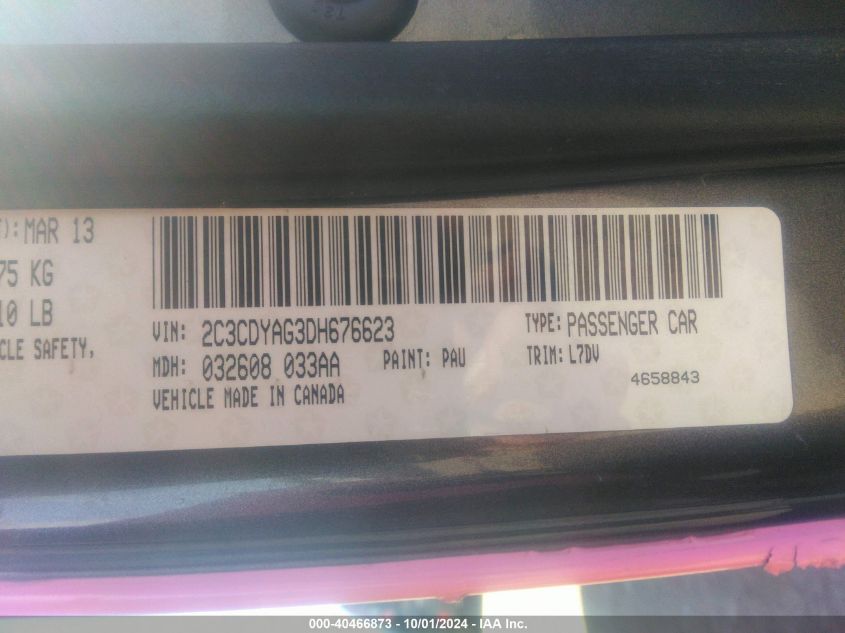 T2
): MAR 13
75 KG
10 LB
CLE SAFETY,
VIN: 2C3CDYAG3DH676623
TYPE: PASSENGER CAR
MDH: 032608 033AA
PAINT: PAU
TRIM: L7DV
VEHICLE MADE IN CANADA
4658843
000-40466873 - 10/01/2024 - IAA Inc.